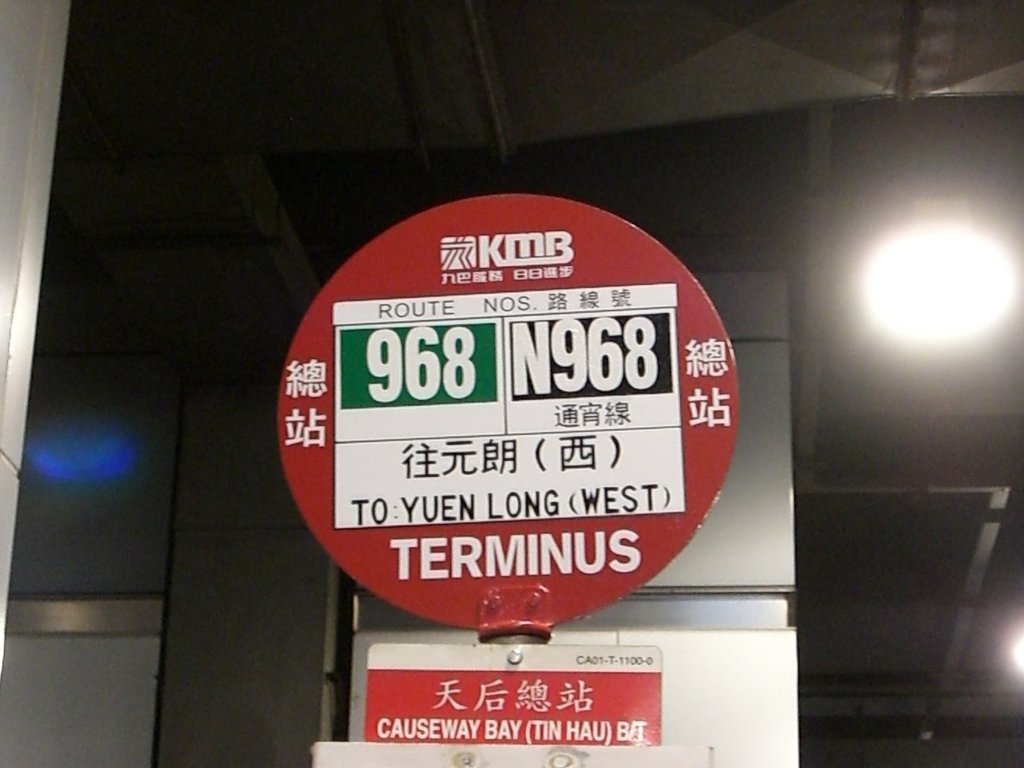 KMB
九巴服務 日日進步
ROUTE NOS. 路線號
968 N968
通宵線
總站
總站
往元朗(西)
TO:YUEN LONG (WEST)
TERMINUS
CA01-T-1100-0
天后總站
CAUSEWAY BAY (TIN HAU) B/T